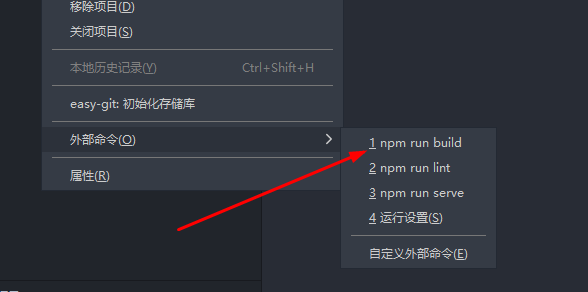 移除项目(D)
关闭项目(S)
本地历史记录(Y) Ctrl+Shift+H
easy-git: 初始化存储库
外部命令(O)
1 npm run build
2 npm run lint
属性(R)
3 npm run serve
4 运行设置(S)
自定义外部命令(E)